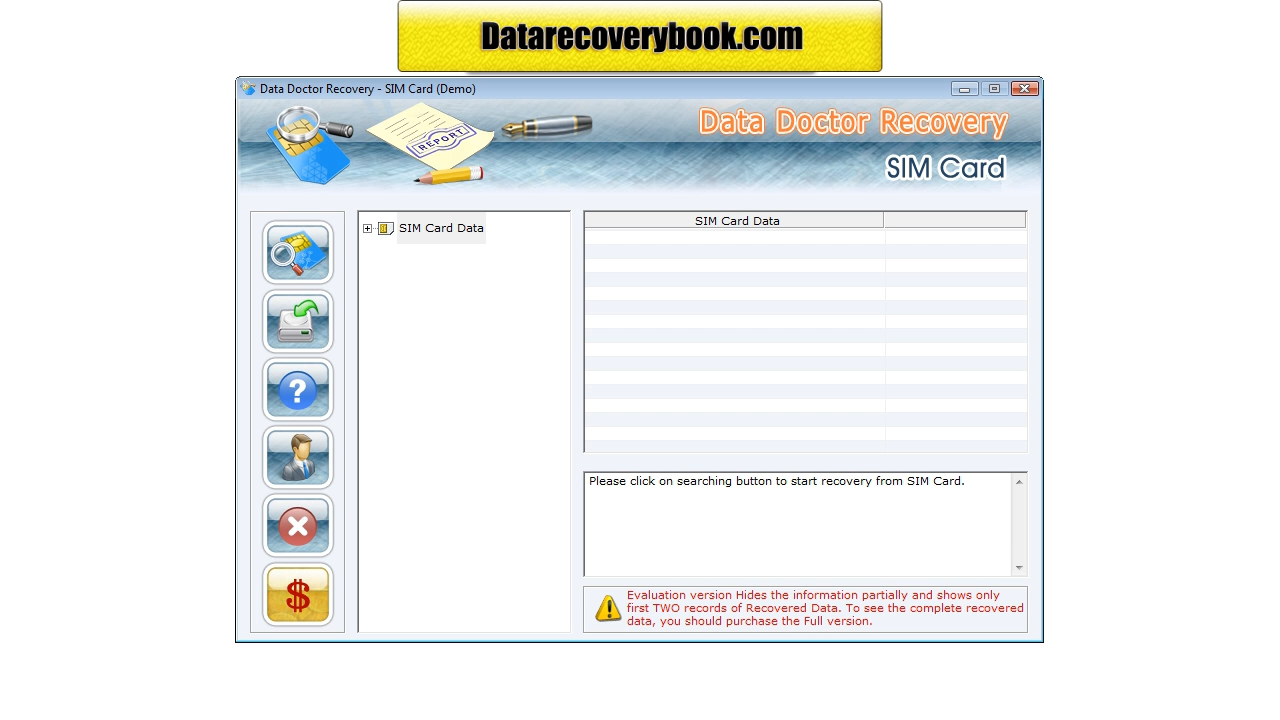 Datarecoverybook.com
Data Doctor Recovery - SIM Card (Demo)
REPORT
Data Doctor Recovery
SIM Card
SIM Card Data
SIM Card Data
Please click on searching button to start recovery from SIM Card.
Evaluation version Hides the information partially and shows only
first TWO records of Recovered Data. To see the complete recovered
data, you should purchase the Full version.